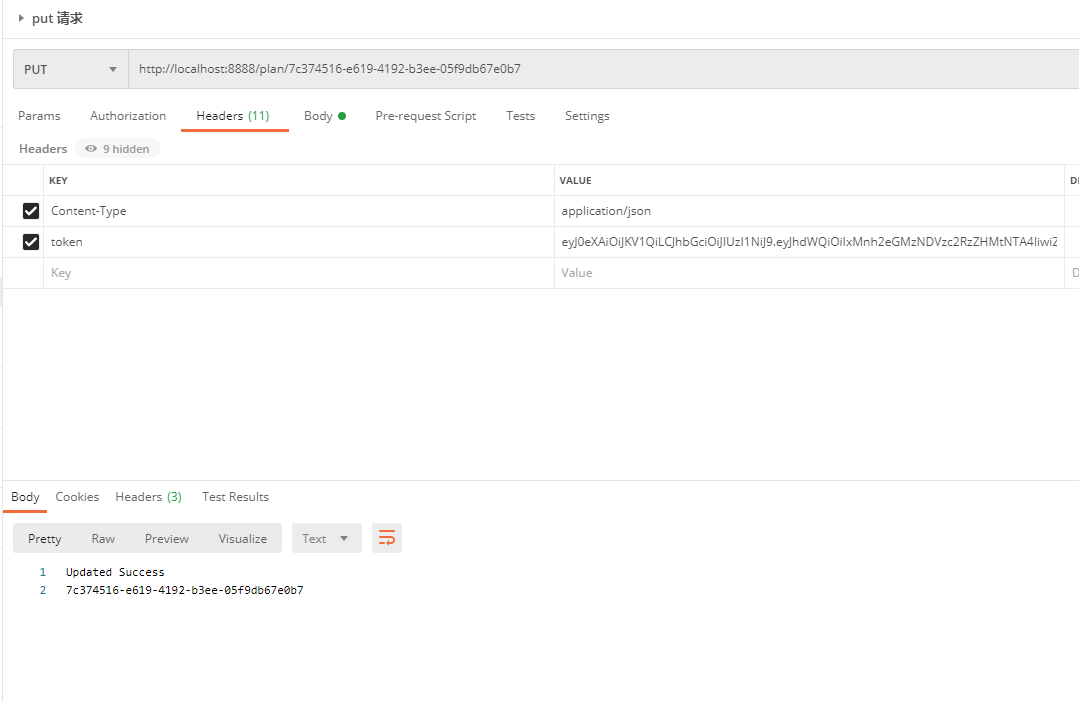 put 请求
PUT http://localhost:8888/plan/7c374516-e619-4192-b3ee-05f9db67e0b7
Params Authorization Headers (11) Body Pre-request Script Tests Settings
Headers 9 hidden
KEY VALUE
Content-Type application/json
token eyJ0eXAiOiJKV1QiLCJhbGciOiJIUzI1NiJ9.eyJhdWQiOiIxMnh2eGMzNDVzc2RzZHMtNTA4IiwiZ
Key Value
Body Cookies Headers (3) Test Results
Pretty Raw Preview Visualize Text
1 Updated Success
2 7c374516-e619-4192-b3ee-05f9db67e0b7